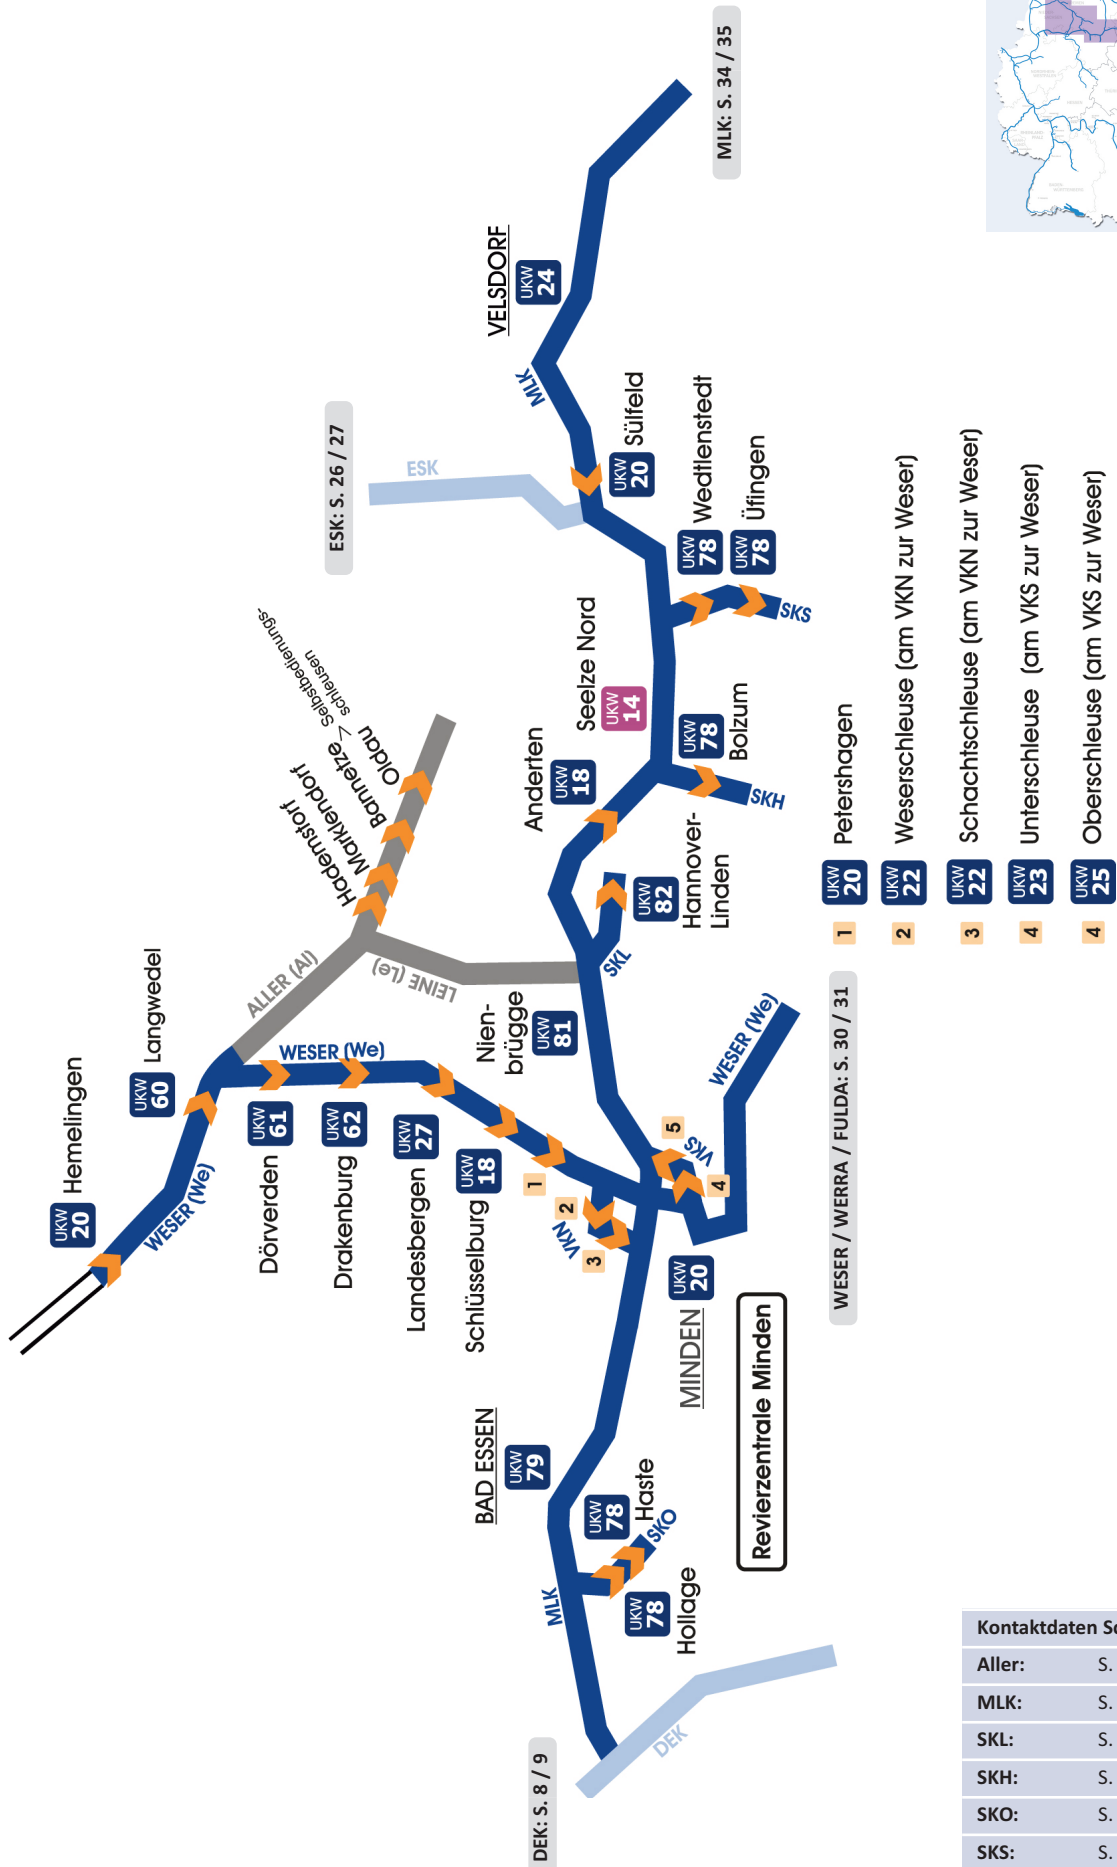 Hemelingen
UKW
20
WESER (We)
Langwedel
UKW
60
ALLER (Al)
Hademstorf
Marklendorf
Bannetze
Oldau
> Selbstbedienungs-
schleusen
LEINE (Le)
WESER (We)
Dörverden
UKW
61
Drakenburg
UKW
62
Landesbergen
UKW
27
Schlüsselburg
UKW
18
1
2
3
VKN
4
5
VKS
WESER (We)
ESK: S. 26 / 27
ESK
VELSDORF
UKW
24
MLK
MLK: S. 34 / 35
Sülfeld
UKW
20
Wedtlenstedt
UKW
78
Üfingen
UKW
78
SKS
Seelze Nord
UKW
14
Anderten
UKW
18
Bolzum
UKW
78
SKH
Hannover-
Linden
UKW
82
SKL
Nien-
brügge
UKW
81
MINDEN
UKW
20
Revierzentrale Minden
BAD ESSEN
UKW
79
Haste
UKW
78
SKO
Hollage
UKW
78
MLK
DEK
DEK: S. 8 / 9
WESER / WERRA / FULDA: S. 30 / 31
1 UKW 20 Petershagen
2 UKW 22 Weserschleuse (am VKN zur Weser)
3 UKW 22 Schachtschleuse (am VKN zur Weser)
4 UKW 23 Unterschleuse (am VKS zur Weser)
4 UKW 25 Oberschleuse (am VKS zur Weser)
Kontaktdaten Sc
Aller: S.
MLK: S.
SKL: S.
SKH: S.
SKO: S.
SKS: S.